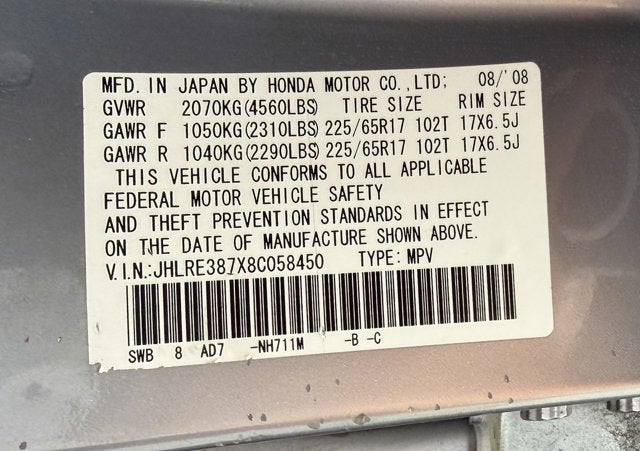 MFD. IN JAPAN BY HONDA MOTOR CO., LTD; 08/'08
GVWR 2070KG(4560LBS) TIRE SIZE RIM SIZE
GAWR F 1050KG(2310LBS) 225/65R17 102T 17X6.5J
GAWR R 1040KG(2290LBS) 225/65R17 102T 17X6.5J
THIS VEHICLE CONFORMS TO ALL APPLICABLE
FEDERAL MOTOR VEHICLE SAFETY
AND THEFT PREVENTION STANDARDS IN EFFECT
ON THE DATE OF MANUFACTURE SHOWN ABOVE.
V.I.N.:JHLRE387X8C058450 TYPE: MPV
SWB 8 AD7 -NH711M -B -C